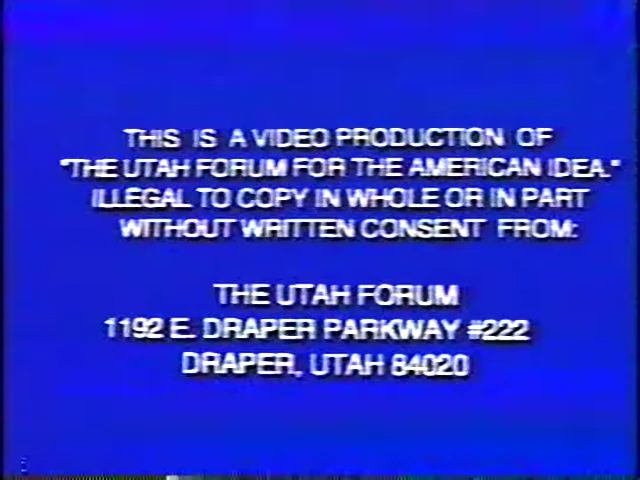 THIS IS A VIDEO PRODUCTION OF
"THE UTAH FORUM FOR THE AMERICAN IDEA."
ILLEGAL TO COPY IN WHOLE OR IN PART
WITHOUT WRITTEN CONSENT FROM:
THE UTAH FORUM
1192 E. DRAPER PARKWAY #222
DRAPER, UTAH 84020